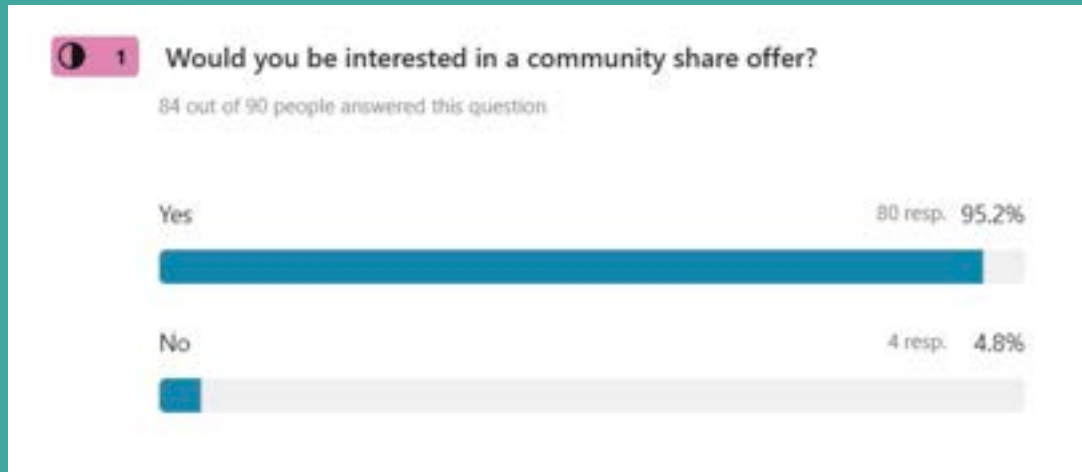 1 Would you be interested in a community share offer?
84 out of 90 people answered this question
Yes 80 resp. 95.2%
No 4 resp. 4.8%